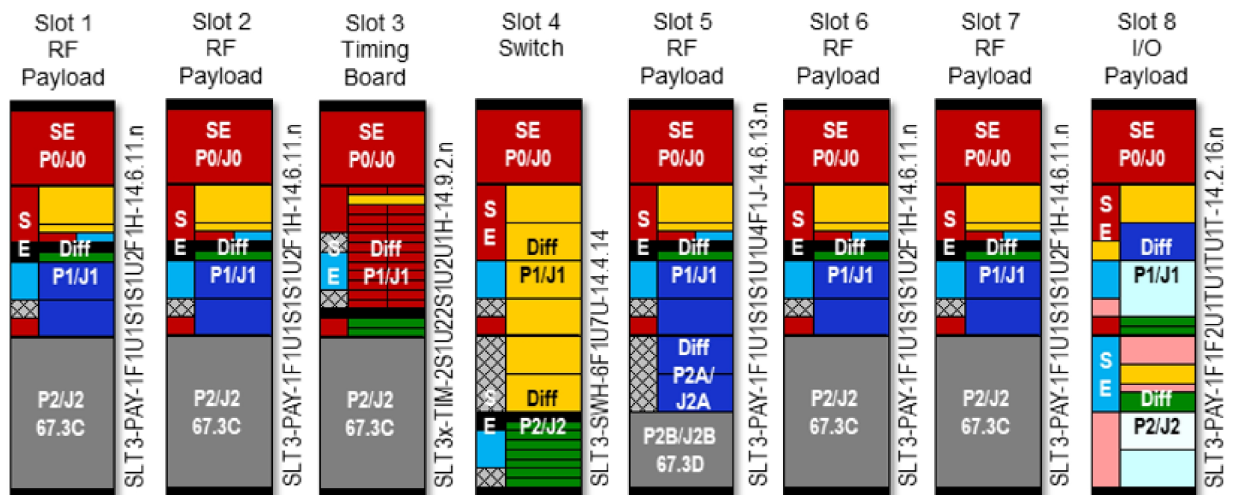 Slot 1
RF
Payload
SE
P0/J0
S
E
Diff
P1/J1
P2/J2
67.3C
SLT3-PAY-1F1U1S1S1U2F1H-14.6.11.n
Slot 2
RF
Payload
SE
P0/J0
S
E
Diff
P1/J1
P2/J2
67.3C
SLT3-PAY-1F1U1S1S1U2F1H-14.6.11.n
Slot 3
Timing
Board
SE
P0/J0
S
E
Diff
P1/J1
P2/J2
67.3C
SLT3x-TIM-2S1U22S1U2U1H-14.9.2.n
Slot 4
Switch
SE
P0/J0
S
E
Diff
P1/J1
S
E
Diff
P2/J2
SLT3-SWH-6F1U7U-14.4.14
Slot 5
RF
Payload
SE
P0/J0
S
E
Diff
P1/J1
Diff
P2A/
J2A
P2B/J2B
67.3D
SLT3-PAY-1F1U1S1S1U1U4F1J-14.6.13.n
Slot 6
RF
Payload
SE
P0/J0
S
E
Diff
P1/J1
P2/J2
67.3C
SLT3-PAY-1F1U1S1S1U2F1H-14.6.11.n
Slot 7
RF
Payload
SE
P0/J0
S
E
Diff
P1/J1
P2/J2
67.3C
SLT3-PAY-1F1U1S1S1U2F1H-14.6.11.n
Slot 8
I/O
Payload
SE
P0/J0
S
E
Diff
P1/J1
S
E
Diff
P2/J2
SLT3-PAY-1F1F2U1TU1TU1T-14.2.16.n